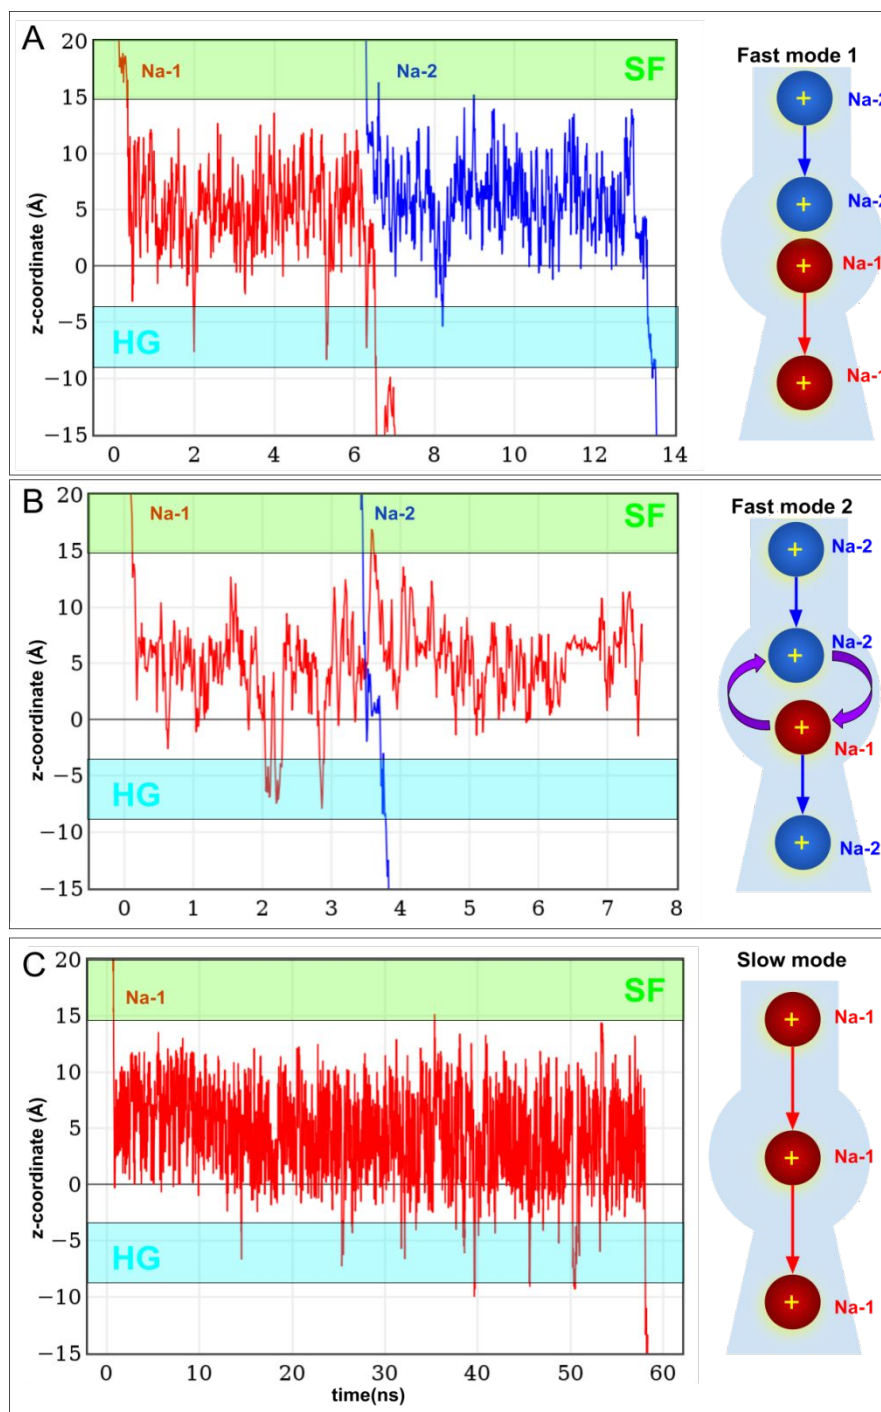 A
20
15
10
5
0
−5
−10
−15
z-coordinate (Å)
Na-1
Na-2
SF
HG
0 2 4 6 8 10 12 14
Fast mode 1
+ Na-2
+ Na-2
+ Na-1
+ Na-1
B
20
15
10
5
0
−5
−10
−15
z-coordinate (Å)
Na-1
Na-2
SF
HG
0 1 2 3 4 5 6 7 8
Fast mode 2
+ Na-2
+ Na-2
+ Na-1
+ Na-2
C
20
15
10
5
0
−5
−10
−15
z-coordinate (Å)
Na-1
SF
HG
0 10 20 30 40 50 60
time(ns)
Slow mode
+ Na-1
+ Na-1
+ Na-1